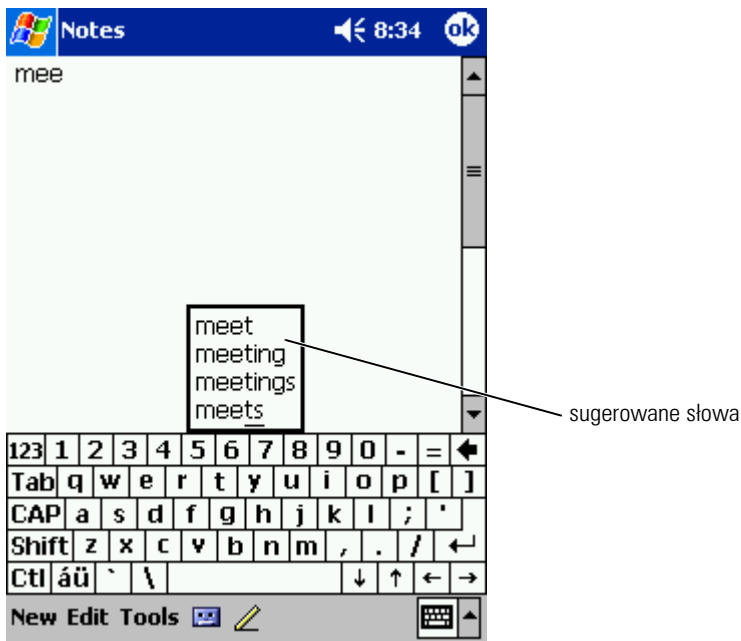 Notes 8:34 ok
mee
meet
meeting
meetings
meets
sugerowane słowa
123 1 2 3 4 5 6 7 8 9 0 - =
Tab q w e r t y u i o p [ ]
CAP a s d f g h j k l ; '
Shift z x c v b n m , . /
Ctl áü ` \ ↓ ↑ ← →
New Edit Tools